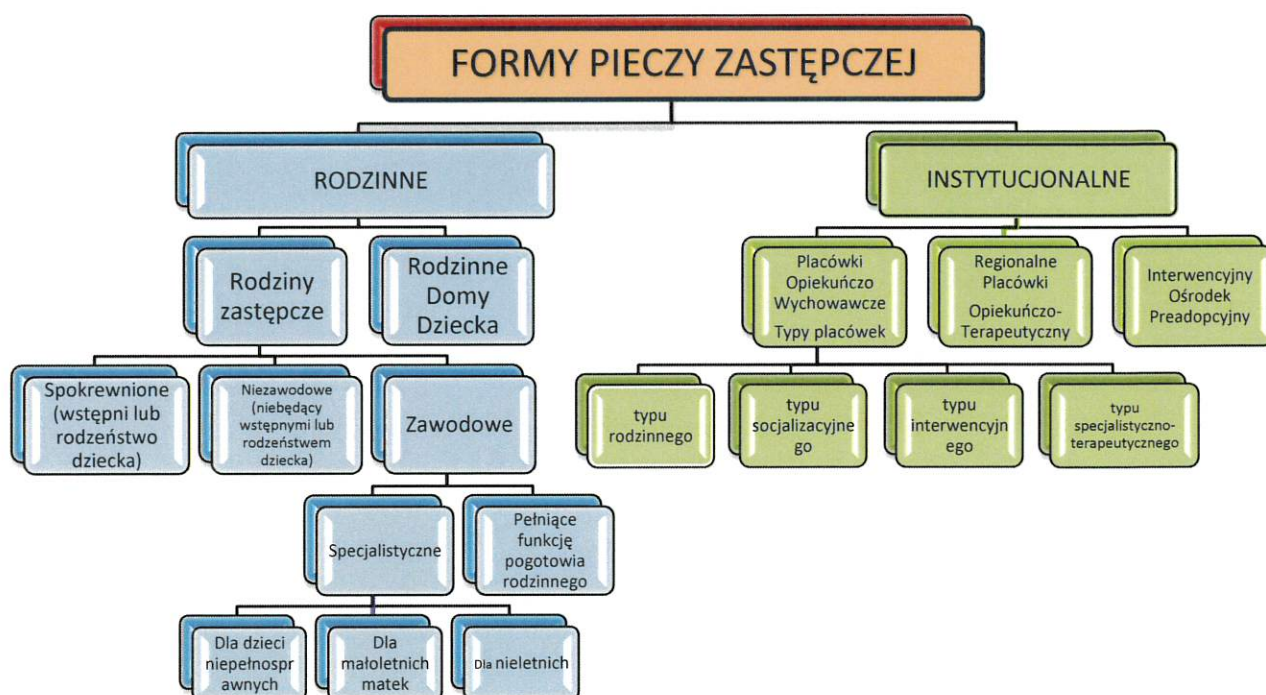 FORMY PIECZY ZASTĘPCZEJ
RODZINNE
INSTYTUCJONALNE
Rodziny
zastępcze
Rodzinne
Domy
Dziecka
Placówki
Opiekuńczo
Wychowawcze
Typy placówek
Regionalne
Placówki
Opiekuńczo-
Terapeutyczny
Interwencyjny
Ośrodek
Preadopcyjny
Spokrewnione
(wstępni lub
rodzeństwo
dziecka)
Niezawodowe
(niebędący
wstępnymi lub
rodzeństwem
dziecka)
Zawodowe
typu
rodzinnego
typu
socjalizacyjne
go
typu
interwencyjn
ego
typu
specjalistyczno-
terapeutycznego
Specjalistyczne
Pełniące
funkcję
pogotowia
rodzinnego
Dla dzieci
niepełnospr
awnych
Dla
małoletnich
matek
Dla nieletnich